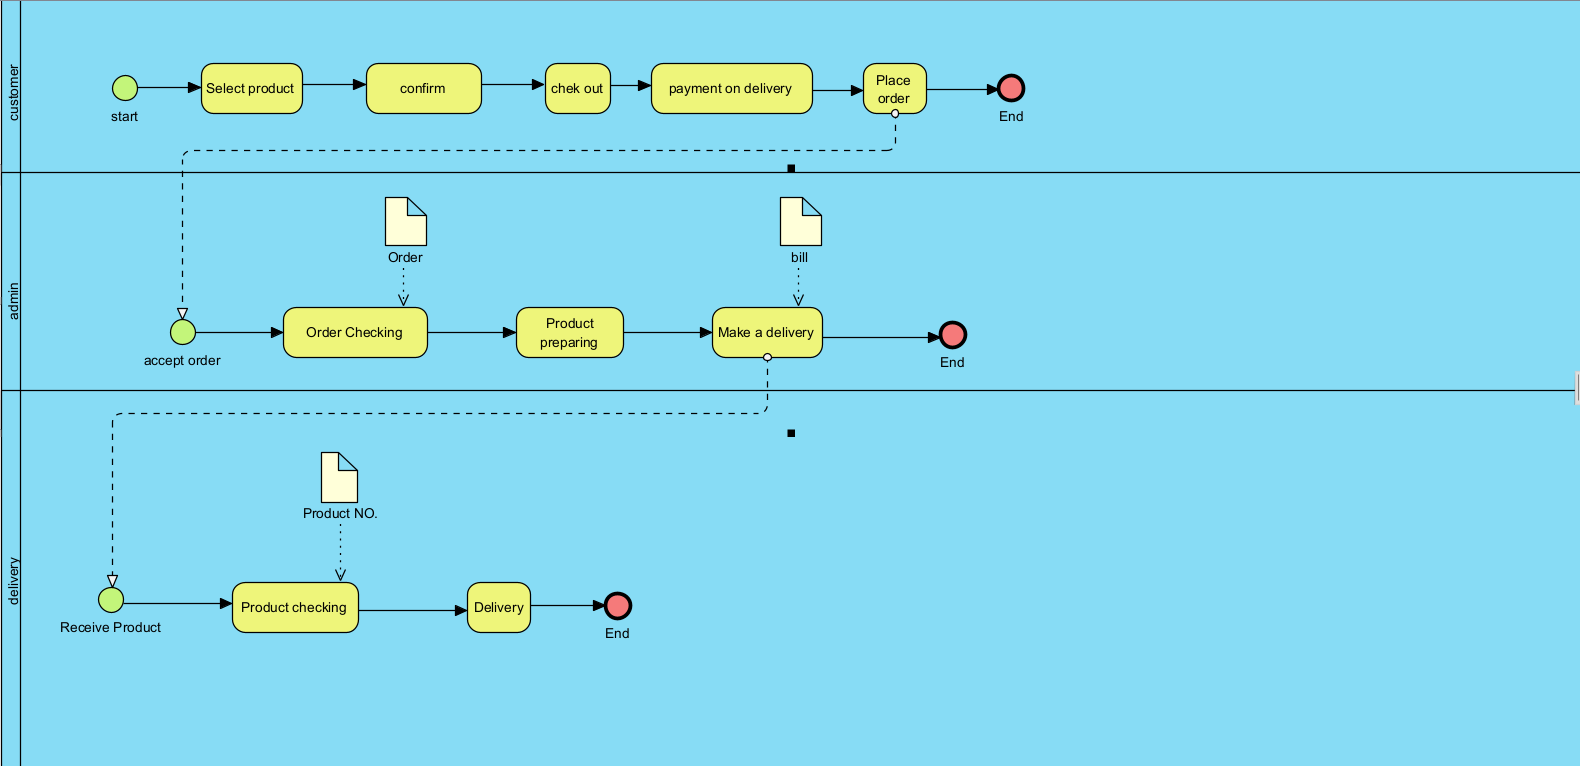 customer
Select product
confirm
chek out
payment on delivery
Place
order
start
End
admin
Order
bill
Order Checking
Product
preparing
Make a delivery
accept order
End
delivery
Product NO.
Product checking
Delivery
Receive Product
End